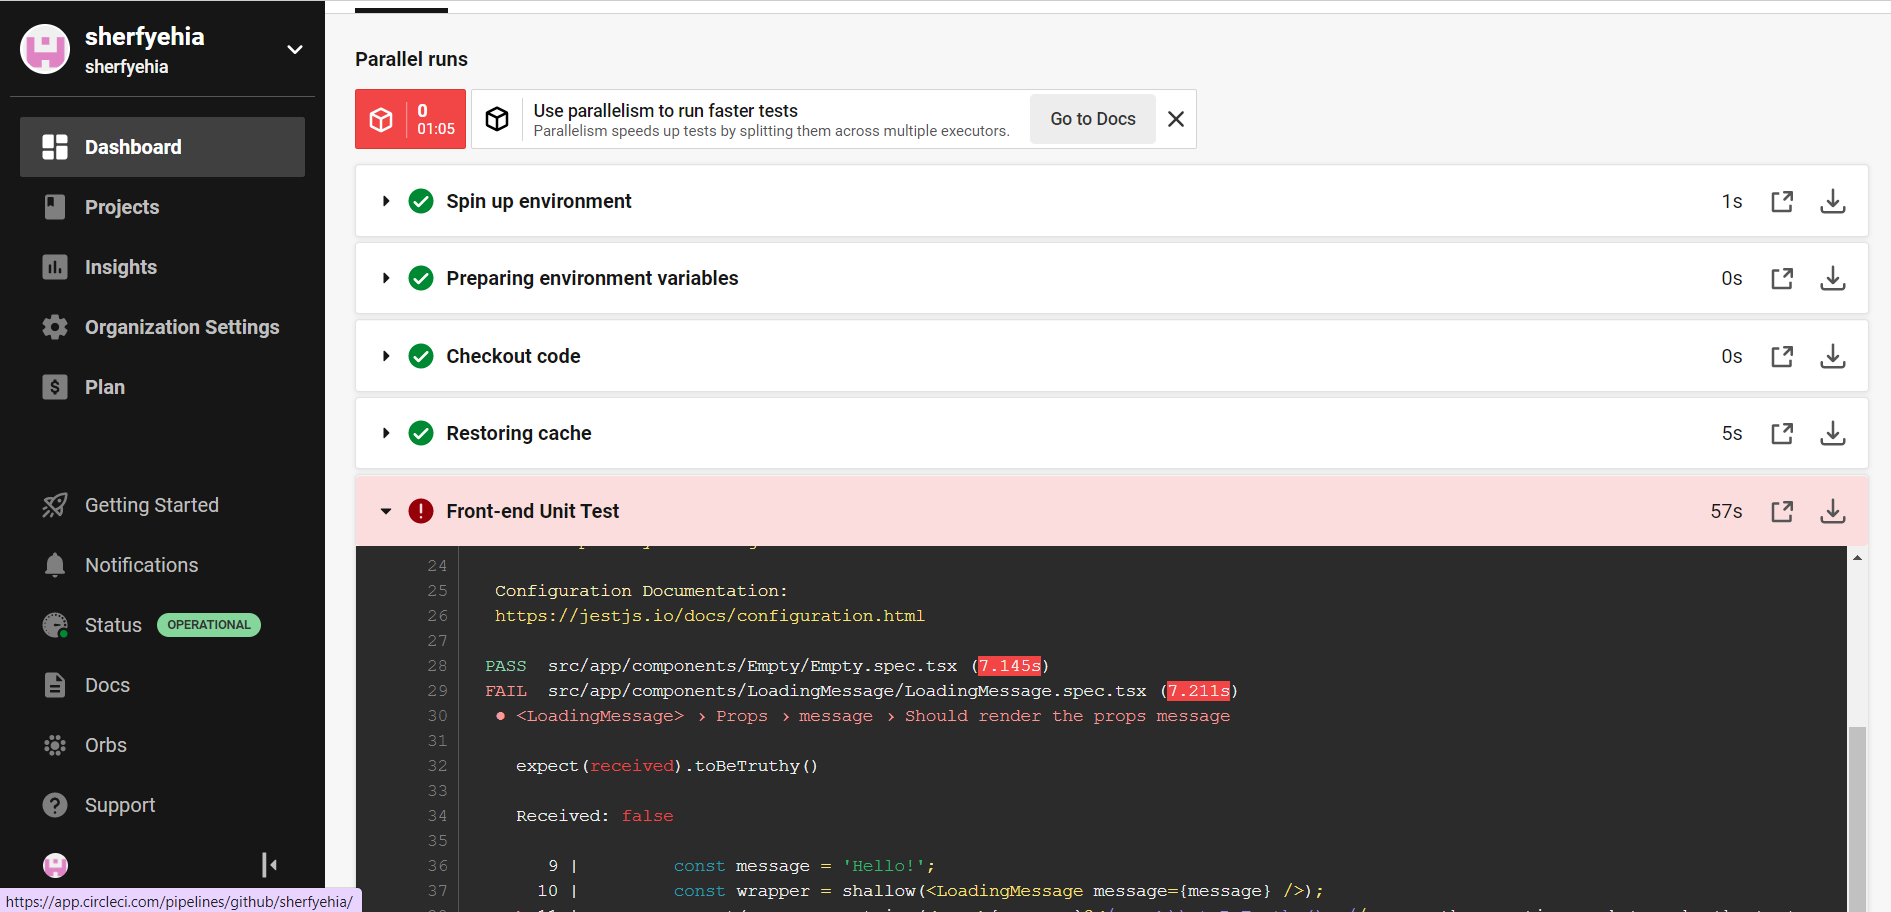 sherfyehia
sherfyehia
Dashboard
Projects
Insights
Organization Settings
Plan
Getting Started
Notifications
Status OPERATIONAL
Docs
Orbs
Support
https://app.circleci.com/pipelines/github/sherfyehia/
Parallel runs
0
01:05
Use parallelism to run faster tests
Parallelism speeds up tests by splitting them across multiple executors.
Go to Docs
Spin up environment 1s
Preparing environment variables 0s
Checkout code 0s
Restoring cache 5s
Front-end Unit Test 57s
24
25 Configuration Documentation:
26 https://jestjs.io/docs/configuration.html
27
28 PASS src/app/components/Empty/Empty.spec.tsx (7.145s)
29 FAIL src/app/components/LoadingMessage/LoadingMessage.spec.tsx (7.211s)
30 ● <LoadingMessage> › Props › message › Should render the props message
31
32 expect(received).toBeTruthy()
33
34 Received: false
35
36 9 | const message = 'Hello!';
37 10 | const wrapper = shallow(<LoadingMessage message={message} />);